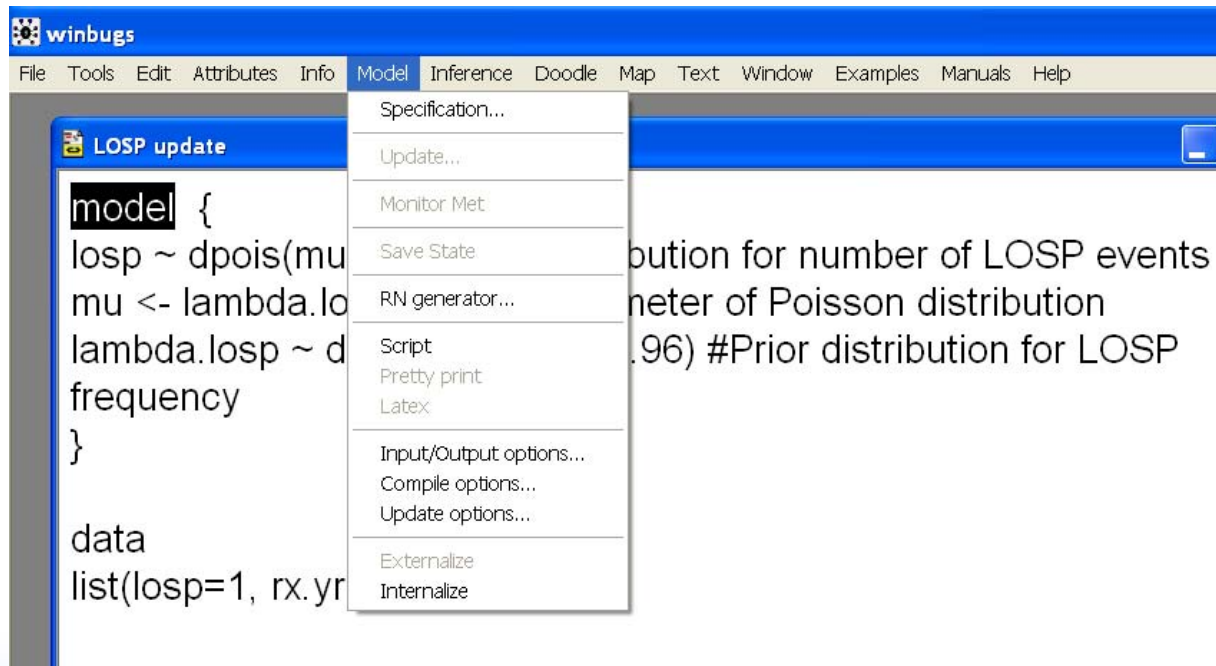 winbugs
File Tools Edit Attributes Info Model Inference Doodle Map Text Window Examples Manuals Help
Specification...
Update...
Monitor Met
Save State
RN generator...
Script
Pretty print
Latex
Input/Output options...
Compile options...
Update options...
Externalize
Internalize
LOSP update
model {
losp ~ dpois(mu bution for number of LOSP events
mu <- lambda.lo meter of Poisson distribution
lambda.losp ~ d .96) #Prior distribution for LOSP
frequency
}
data
list(losp=1, rx.yr